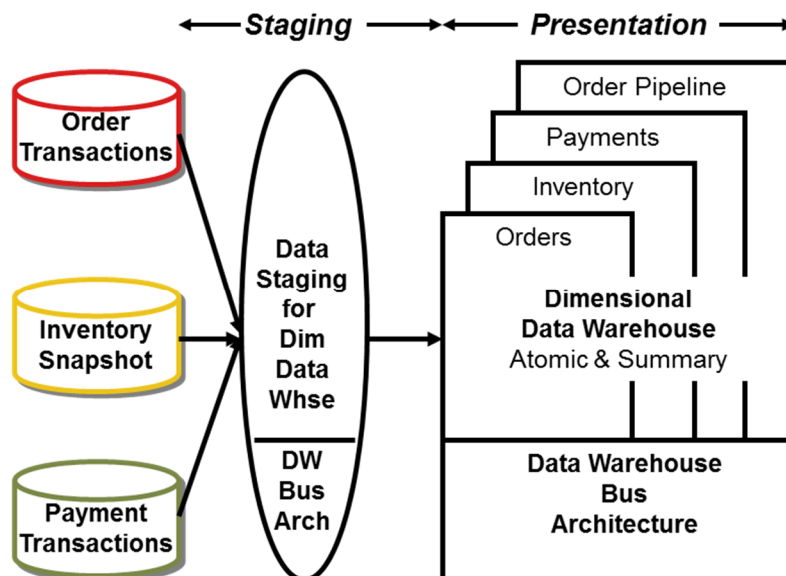 Staging
Presentation
Order
Transactions
Inventory
Snapshot
Payment
Transactions
Data
Staging
for
Dim
Data
Whse
DW
Bus
Arch
Order Pipeline
Payments
Inventory
Orders
Dimensional
Data Warehouse
Atomic & Summary
Data Warehouse
Bus
Architecture